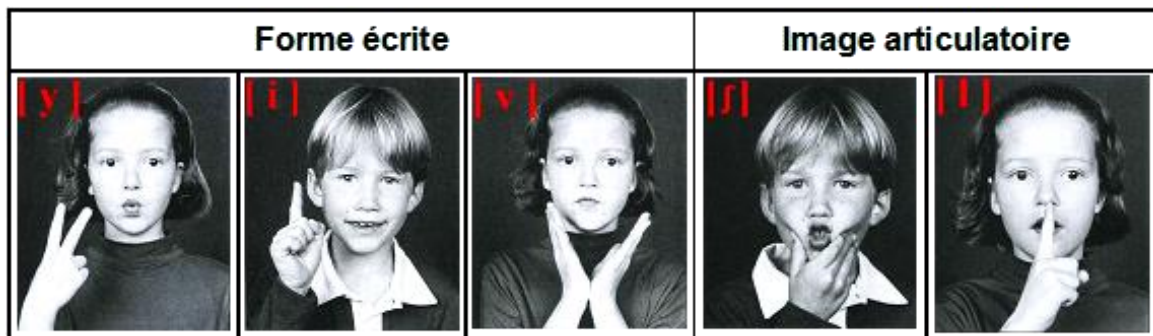 Forme écrite
Image articulatoire
[ y ]
[ i ]
[ v ]
[ʃ]
[ l ]